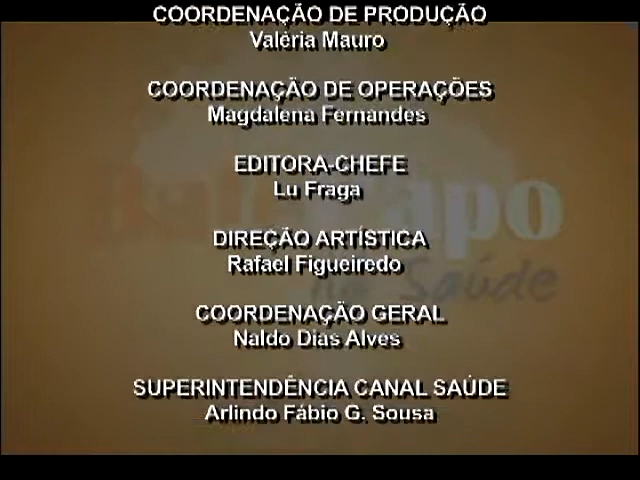 COORDENAÇÃO DE PRODUÇÃO
Valéria Mauro
COORDENAÇÃO DE OPERAÇÕES
Magdalena Fernandes
EDITORA-CHEFE
Lu Fraga
DIREÇÃO ARTÍSTICA
Rafael Figueiredo
COORDENAÇÃO GERAL
Naldo Dias Alves
SUPERINTENDÊNCIA CANAL SAÚDE
Arlindo Fábio G. Sousa
Saúde